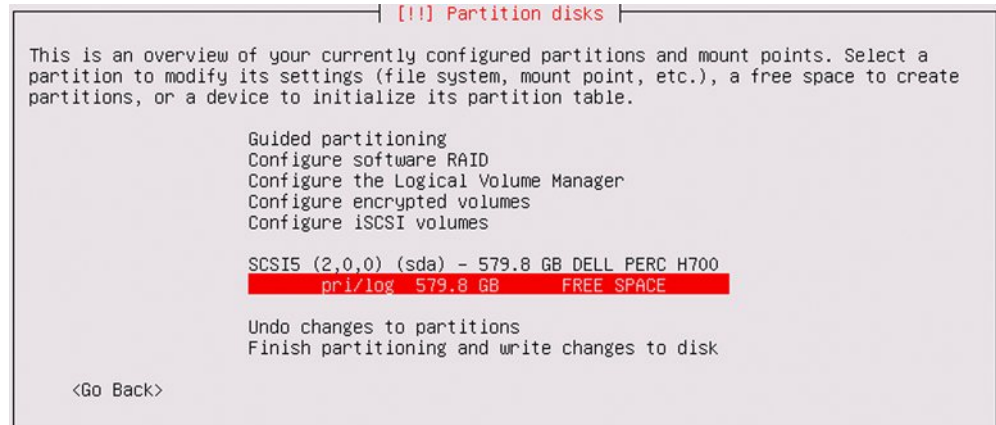 [!!] Partition disks
This is an overview of your currently configured partitions and mount points. Select a
partition to modify its settings (file system, mount point, etc.), a free space to create
partitions, or a device to initialize its partition table.
Guided partitioning
Configure software RAID
Configure the Logical Volume Manager
Configure encrypted volumes
Configure iSCSI volumes
SCSI5 (2,0,0) (sda) - 579.8 GB DELL PERC H700
pri/log 579.8 GB FREE SPACE
Undo changes to partitions
Finish partitioning and write changes to disk
<Go Back>